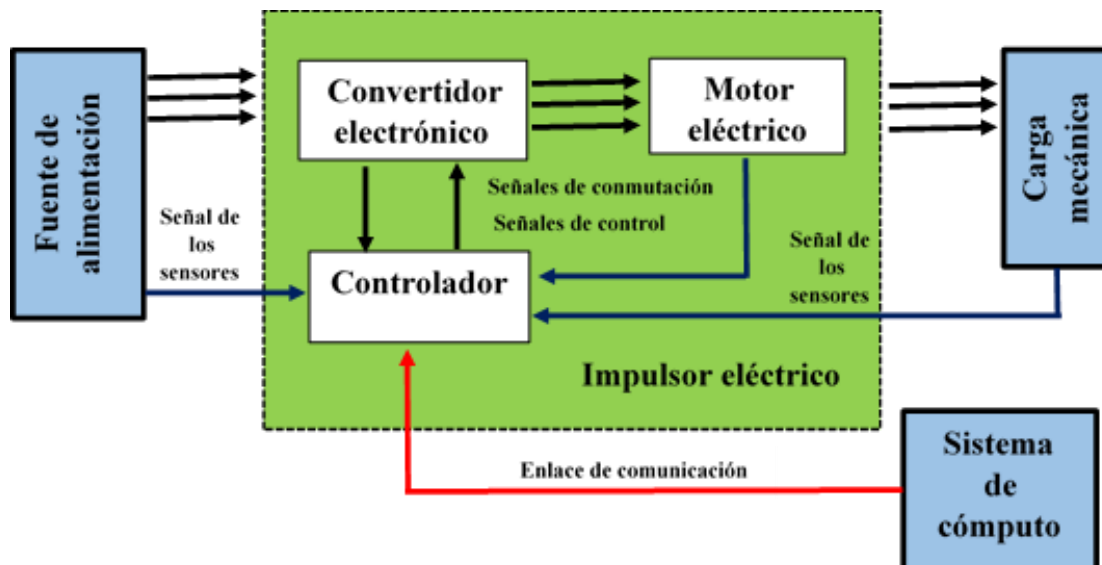 Fuente de
alimentación
Convertidor
electrónico
Motor
eléctrico
Carga
mecánica
Señales de conmutación
Señales de control
Señal de
los
sensores
Señal de
los
sensores
Controlador
Impulsor eléctrico
Enlace de comunicación
Sistema
de
cómputo